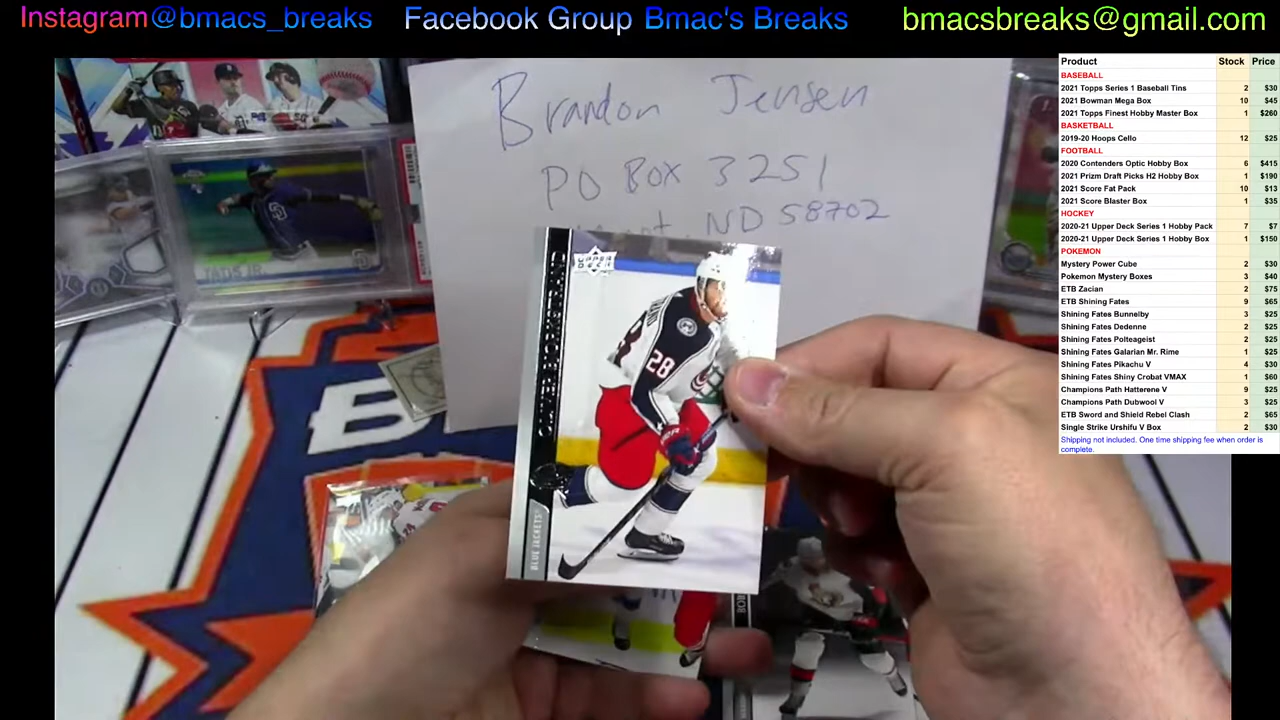 Instagram@bmacs_breaks
Facebook Group Bmac's Breaks
bmacsbreaks@gmail.com
Brandon Jensen
PO Box 3251
ND 58702
TATIS JR.
UPPER DECK
28
BLUE JACKETS
Product Stock Price
BASEBALL
2021 Topps Series 1 Baseball Tins 2 $30
2021 Bowman Mega Box 10 $45
2021 Topps Finest Hobby Master Box 1 $260
BASKETBALL
2019-20 Hoops Cello 12 $25
FOOTBALL
2020 Contenders Optic Hobby Box 6 $415
2021 Prizm Draft Picks H2 Hobby Box 1 $190
2021 Score Fat Pack 10 $13
2021 Score Blaster Box 1 $35
HOCKEY
2020-21 Upper Deck Series 1 Hobby Pack 7 $7
2020-21 Upper Deck Series 1 Hobby Box 1 $150
POKEMON
Mystery Power Cube 2 $30
Pokemon Mystery Boxes 3 $40
ETB Zacian 2 $75
ETB Shining Fates 9 $65
Shining Fates Bunnelby 3 $25
Shining Fates Dedenne 2 $25
Shining Fates Polteageist 2 $25
Shining Fates Galarian Mr. Rime 1 $25
Shining Fates Pikachu V 4 $30
Shining Fates Shiny Crobat VMAX 1 $60
Champions Path Hatterene V 9 $25
Champions Path Dubwool V 3 $25
ETB Sword and Shield Rebel Clash 2 $65
Single Strike Urshifu V Box 2 $30
Shipping not included. One time shipping fee when order is
complete.